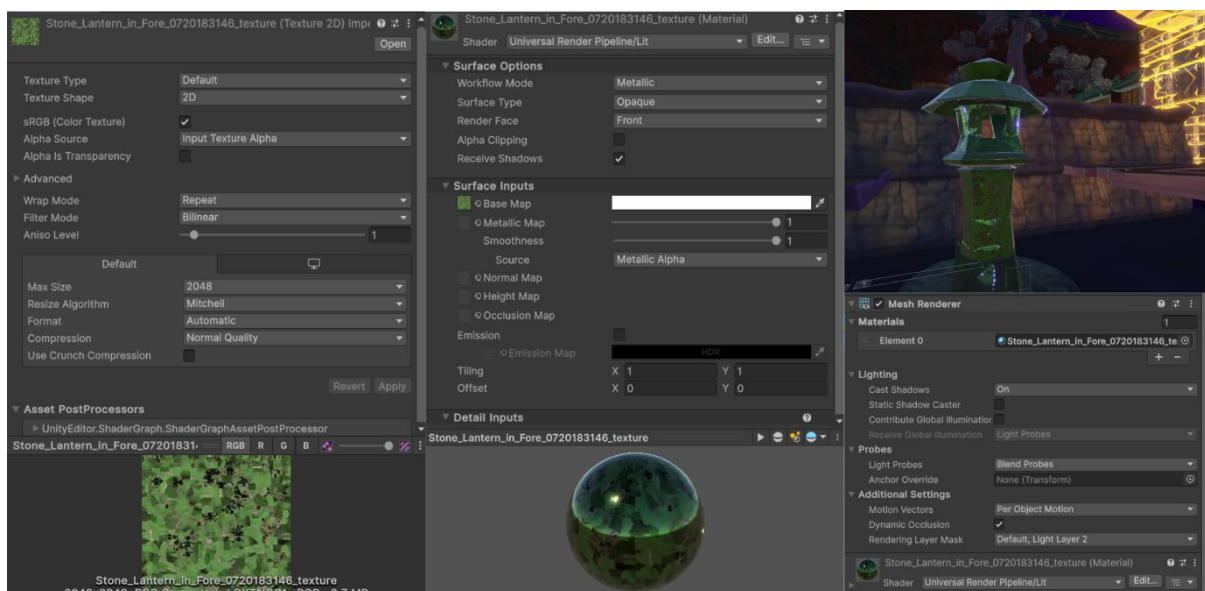 Stone_Lantern_in_Fore_0720183146_texture (Texture 2D) Impo
Open
Texture Type Default
Texture Shape 2D
sRGB (Color Texture)
Alpha Source Input Texture Alpha
Alpha Is Transparency
Advanced
Wrap Mode Repeat
Filter Mode Bilinear
Aniso Level 1
Default
Max Size 2048
Resize Algorithm Mitchell
Format Automatic
Compression Normal Quality
Use Crunch Compression
Revert Apply
Asset PostProcessors
UnityEditor.ShaderGraph.ShaderGraphAssetPostProcessor
Stone_Lantern_in_Fore_07201831 RGB R G B
Stone_Lantern_in_Fore_0720183146_texture
Stone_Lantern_in_Fore_0720183146_texture (Material)
Shader Universal Render Pipeline/Lit Edit...
Surface Options
Workflow Mode Metallic
Surface Type Opaque
Render Face Front
Alpha Clipping
Receive Shadows
Surface Inputs
Base Map
Metallic Map 1
Smoothness 1
Source Metallic Alpha
Normal Map
Height Map
Occlusion Map
Emission
Emission Map HDR
Tiling X 1 Y 1
Offset X 0 Y 0
Detail Inputs
Stone_Lantern_in_Fore_0720183146_texture
Mesh Renderer
Materials 1
Element 0 Stone_Lantern_in_Fore_0720183146_te
Lighting
Cast Shadows On
Static Shadow Caster
Contribute Global Illumination
Receive Global Illumination Light Probes
Probes
Light Probes Blend Probes
Anchor Override None (Transform)
Additional Settings
Motion Vectors Per Object Motion
Dynamic Occlusion
Rendering Layer Mask Default, Light Layer 2
Stone_Lantern_in_Fore_0720183146_texture (Material)
Shader Universal Render Pipeline/Lit Edit...